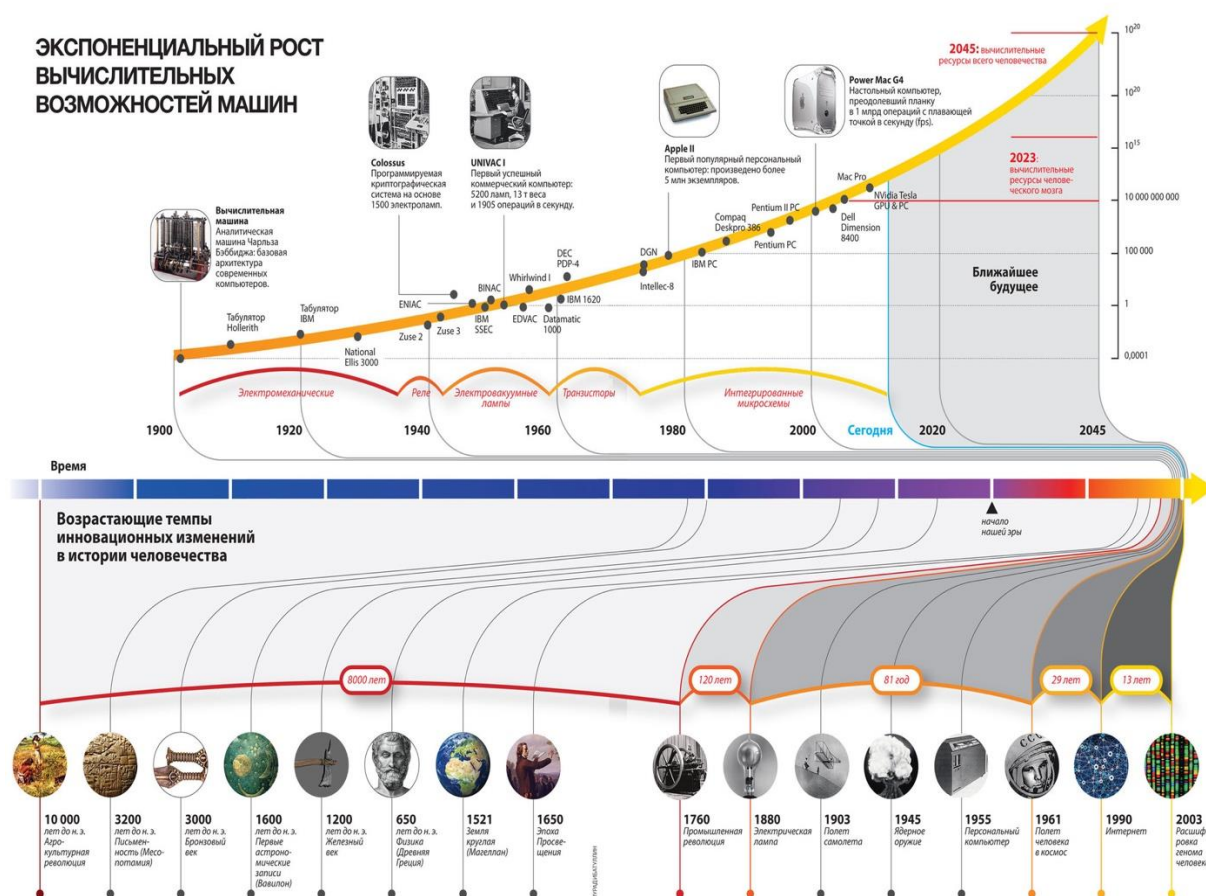 ЭКСПОНЕНЦИАЛЬНЫЙ РОСТ
ВЫЧИСЛИТЕЛЬНЫХ
ВОЗМОЖНОСТЕЙ МАШИН
Вычислительная
машина
Аналитическая
машина Чарльза
Бэббиджа: базовая
архитектура
современных
компьютеров.
Colossus
Программируемая
криптографическая
система на основе
1500 электроламп.
UNIVAC I
Первый успешный
коммерческий компьютер:
5200 ламп, 13 т веса
и 1905 операций в секунду.
Apple II
Первый популярный персональный
компьютер: произведено более
5 млн экземпляров.
Power Mac G4
Настольный компьютер,
преодолевший планку
в 1 млрд операций с плавающей
точкой в секунду (fps).
2045: вычислительные
ресурсы всего человечества
2023:
вычислительные
ресурсы челове-
ческого мозга
10²⁰
10²⁰
10¹⁵
10 000 000 000
100 000
1
0,0001
Табулятор
Hollerith
Табулятор
IBM
National
Ellis 3000
Zuse 2
Zuse 3
ENIAC
IBM
SSEC
BINAC
Whirlwind I
EDVAC
Datamatic
1000
DEC
PDP-4
IBM 1620
DGN
Intellec-8
IBM PC
Compaq
Deskpro 386
Pentium PC
Pentium II PC
Mac Pro
NVidia Tesla
GPU & PC
Dell
Dimension
8400
Ближайшее
будущее
Электромеханические
Реле
Электровакуумные
лампы
Транзисторы
Интегрированные
микросхемы
1900
1920
1940
1960
1980
2000
Сегодня
2020
2045
Время
Возрастающие темпы
инновационных изменений
в истории человечества
начало
нашей эры
8000 лет
120 лет
81 год
29 лет
13 лет
10 000
лет до н. э.
Агро-
культурная
революция
3200
лет до н. э.
Письмен-
ность (Месо-
потамия)
3000
лет до н. э.
Бронзовый
век
1600
лет до н. э.
Первые
астроно-
мические
записи
(Вавилон)
1200
лет до н. э.
Железный
век
650
лет до н. э.
Физика
(Древняя
Греция)
1521
Земля
круглая
(Магеллан)
1650
Эпоха
Просве-
щения
1760
Промышленная
революция
1880
Электрическая
лампа
1903
Полет
самолета
1945
Ядерное
оружие
1955
Персональный
компьютер
1961
Полет
человека
в космос
1990
Интернет
2003
Расшиф-
ровка
генома
человека